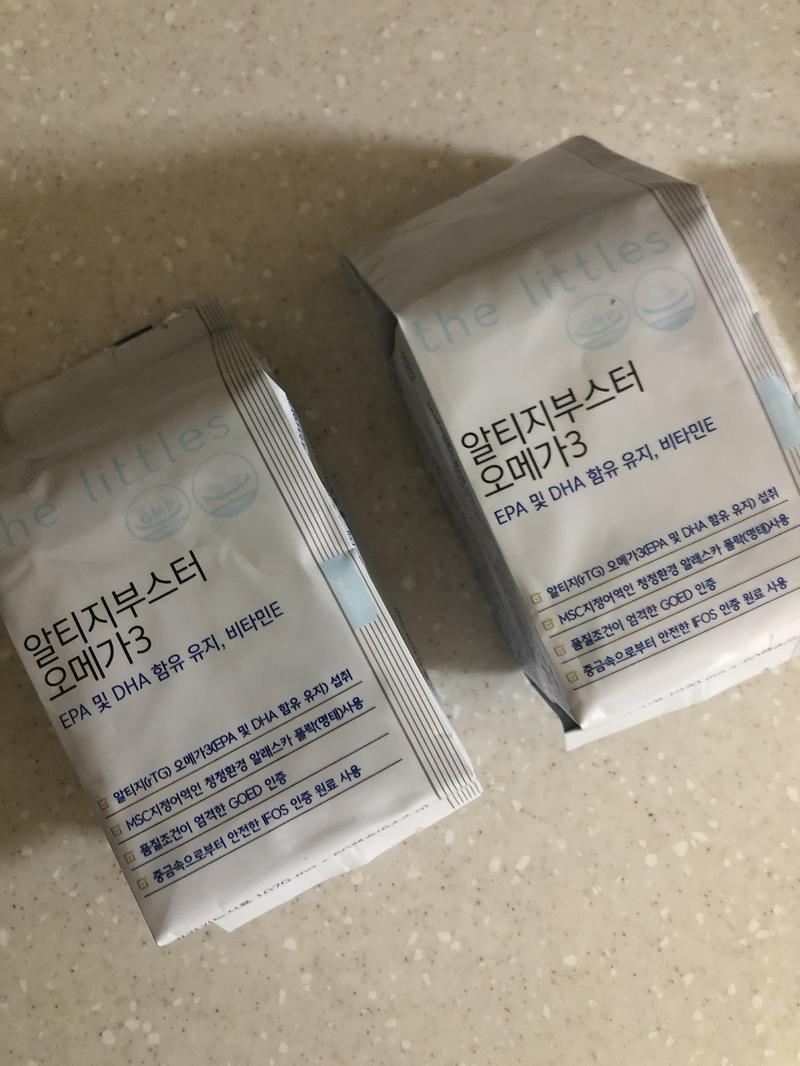 the littles
GMP
알티지부스터
오메가3
EPA 및 DHA 함유 유지, 비타민E
알티지(rTG) 오메가3(EPA 및 DHA 함유 유지) 섭취
MSC지정어역인 청정환경 알래스카 폴락(명태)사용
품질조건이 엄격한 GOED 인증
중금속으로부터 안전한 IFOS 인증 원료 사용
the littles
GMP
알티지부스터
오메가3
EPA 및 DHA 함유 유지, 비타민E
알티지(rTG) 오메가3(EPA 및 DHA 함유 유지) 섭취
MSC지정어역인 청정환경 알레스카 폴락(명태)사용
품질조건이 엄격한 GOED 인증
중금속으로부터 안전한 IFOS 인증 원료 사용